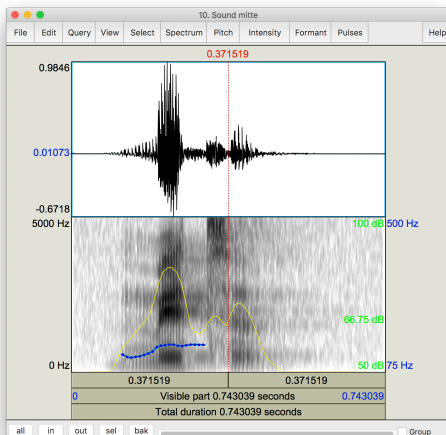 10. Sound mitte
File Edit Query View Select Spectrum Pitch Intensity Formant Pulses Help
0.371519
0.9846
0.01073
-0.6718
5000 Hz 100 dB 500 Hz
66.75 dB
0 Hz 50 dB 75 Hz
0.371519 0.371519
0 Visible part 0.743039 seconds 0.743039
Total duration 0.743039 seconds
all in out sel bak Group